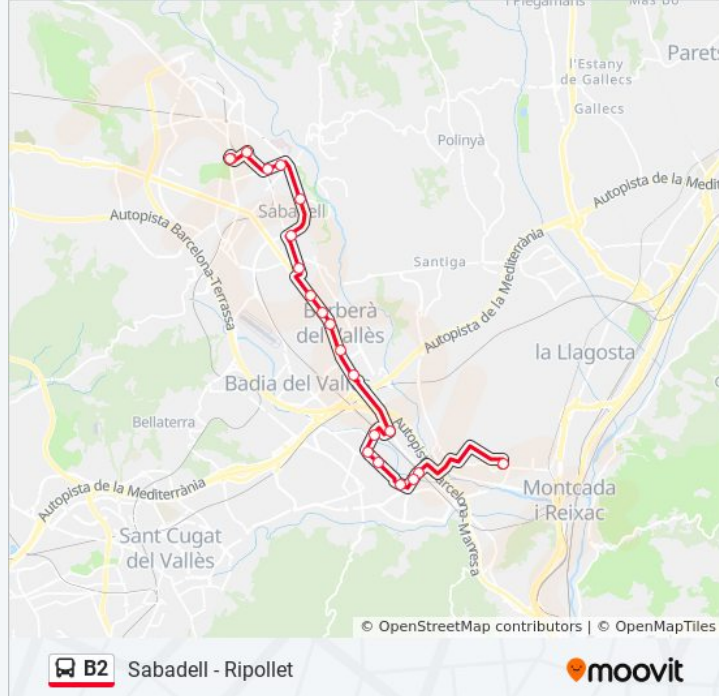 i Plegamans
Mas Bo
Parets
l'Estany
de Gallecs
Gallecs
Polinyà
Autopista de la Medit
Sabadell
Autopista Barcelona-Terrassa
Santiga
Autopista de la Mediterrània
Barberà
del Vallès
la Llagosta
Badia del Vallès
Bellaterra
Autopista Barcelona-Manresa
Autopista de la Mediterrània
Montcada
i Reixac
Sant Cugat
del Vallès
© OpenStreetMap contributors | © OpenMapTiles
B2 Sabadell - Ripollet
moovit